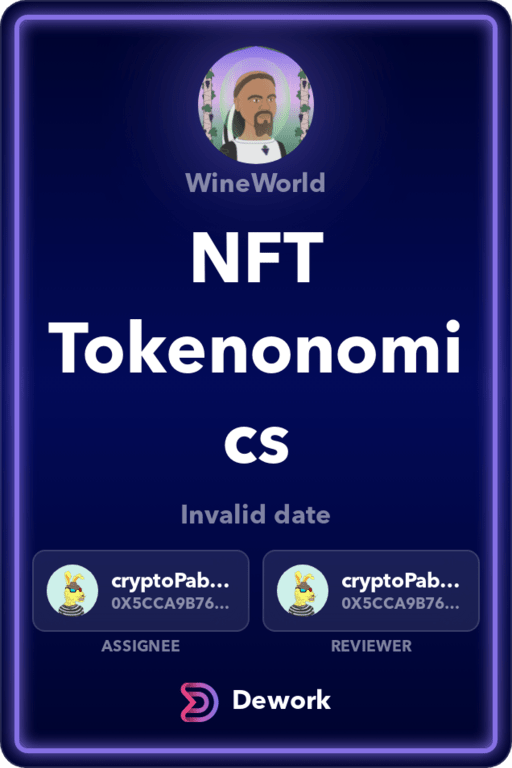 WineWorld
NFT
Tokenonomi
cs
Invalid date
cryptoPab... cryptoPab...
0X5CCA9B76... 0X5CCA9B76...
ASSIGNEE REVIEWER
Dework